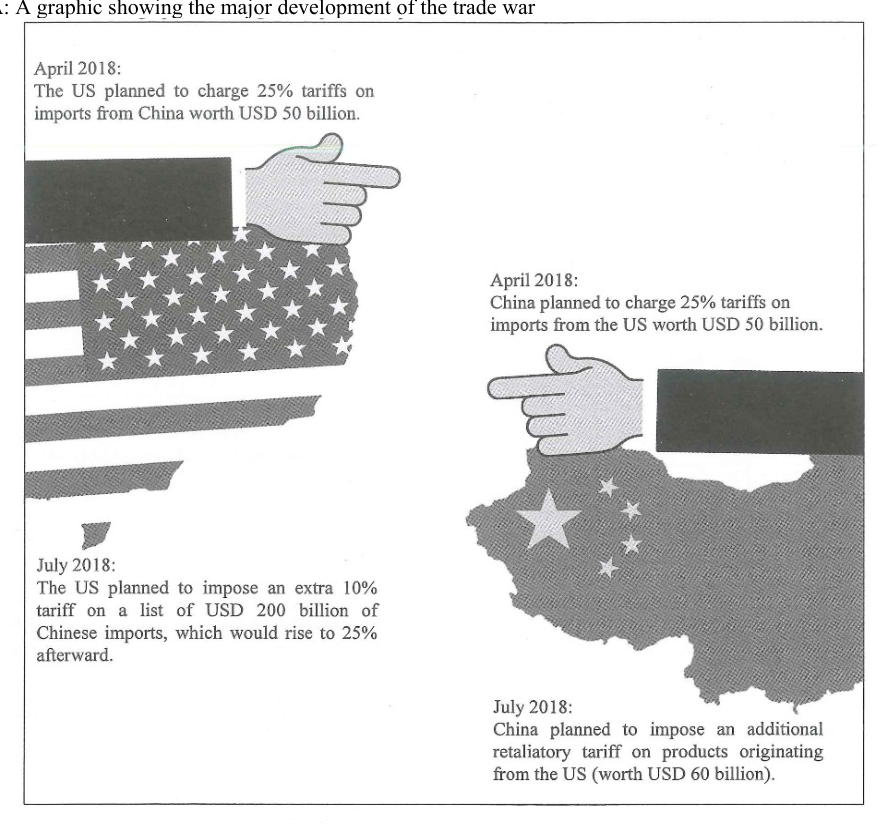 : A graphic showing the major development of the trade war
April 2018:
The US planned to charge 25% tariffs on
imports from China worth USD 50 billion.
April 2018:
China planned to charge 25% tariffs on
imports from the US worth USD 50 billion.
July 2018:
The US planned to impose an extra 10%
tariff on a list of USD 200 billion of
Chinese imports, which would rise to 25%
afterward.
July 2018:
China planned to impose an additional
retaliatory tariff on products originating
from the US (worth USD 60 billion).